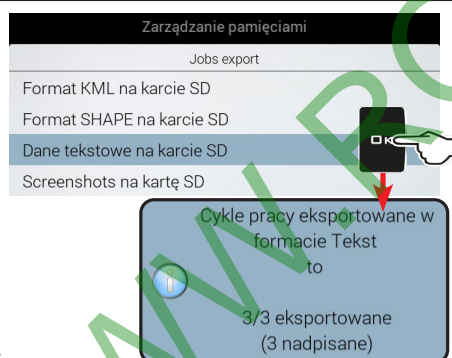 Zarządzanie pamięciami
Jobs export
Format KML na karcie SD
Format SHAPE na karcie SD
Dane tekstowe na karcie SD
OK
Screenshots na kartę SD
Cykle pracy eksportowane w
formacie Tekst
to
3/3 eksportowane
(3 nadpisane)